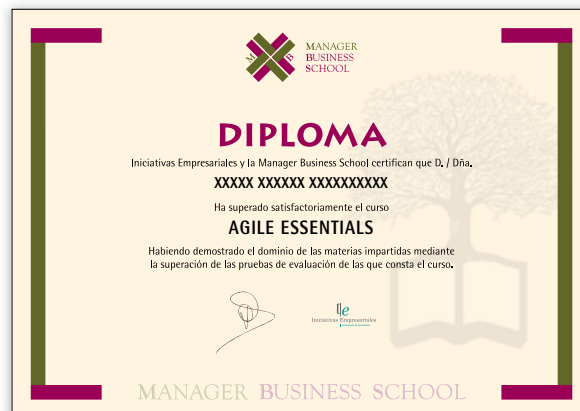 M B
MANAGER
BUSINESS
SCHOOL
DIPLOMA
Iniciativas Empresariales y la Manager Business School certifican que D. / Dña.
XXXXX XXXXXX XXXXXXXXXX
Ha superado satisfactoriamente el curso
AGILE ESSENTIALS
Habiendo demostrado el dominio de las materias impartidas mediante
la superación de las pruebas de evaluación de las que consta el curso.
Ie
Iniciativas Empresariales
MANAGER BUSINESS SCHOOL